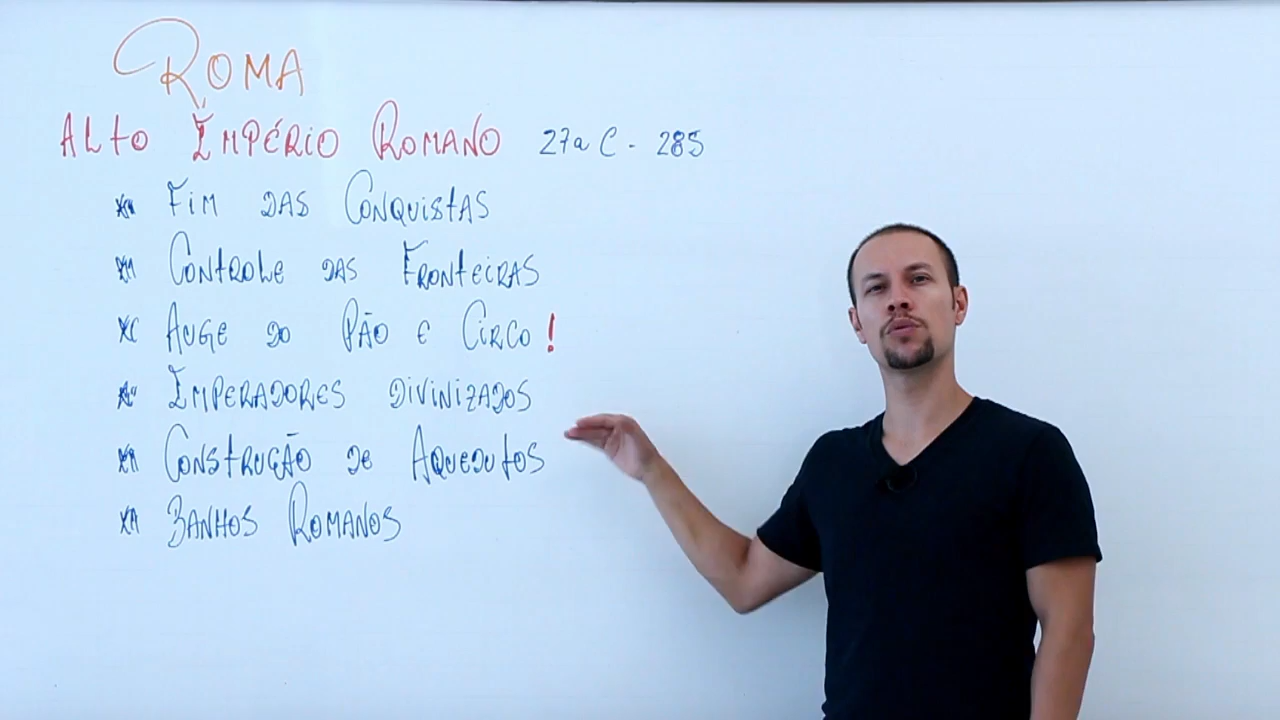 ROMA
ALTO IMPÉRIO ROMANO 27aC - 285
* FIM DAS CONQUISTAS
* CONTROLE DAS FRONTEIRAS
* AUGE DO PÃO E CIRCO!
* IMPERADORES DIVINIZADOS
* CONSTRUÇÃO DE AQUEDUTOS
* BANHOS ROMANOS